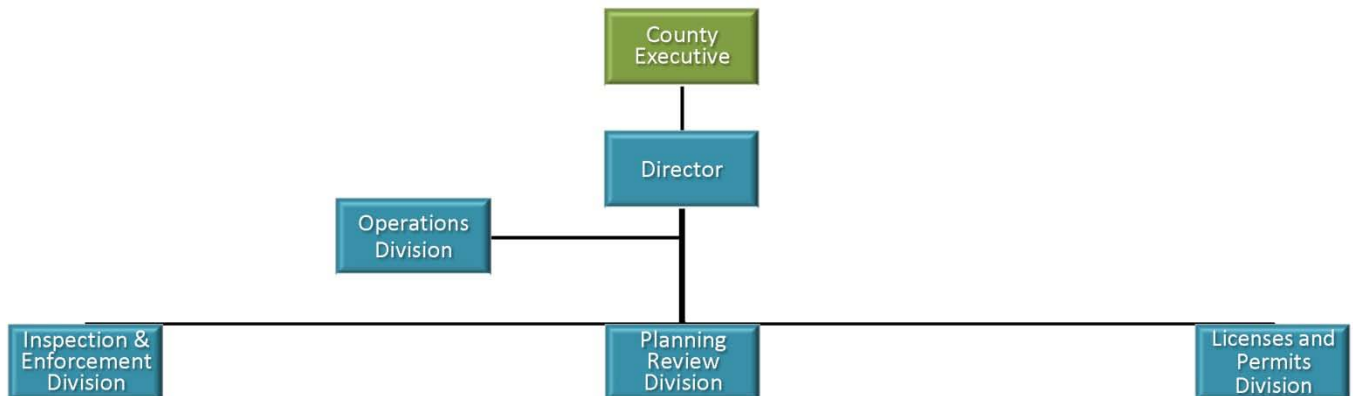 County
Executive
Director
Operations
Division
Inspection &
Enforcement
Division
Planning
Review
Division
Licenses and
Permits
Division